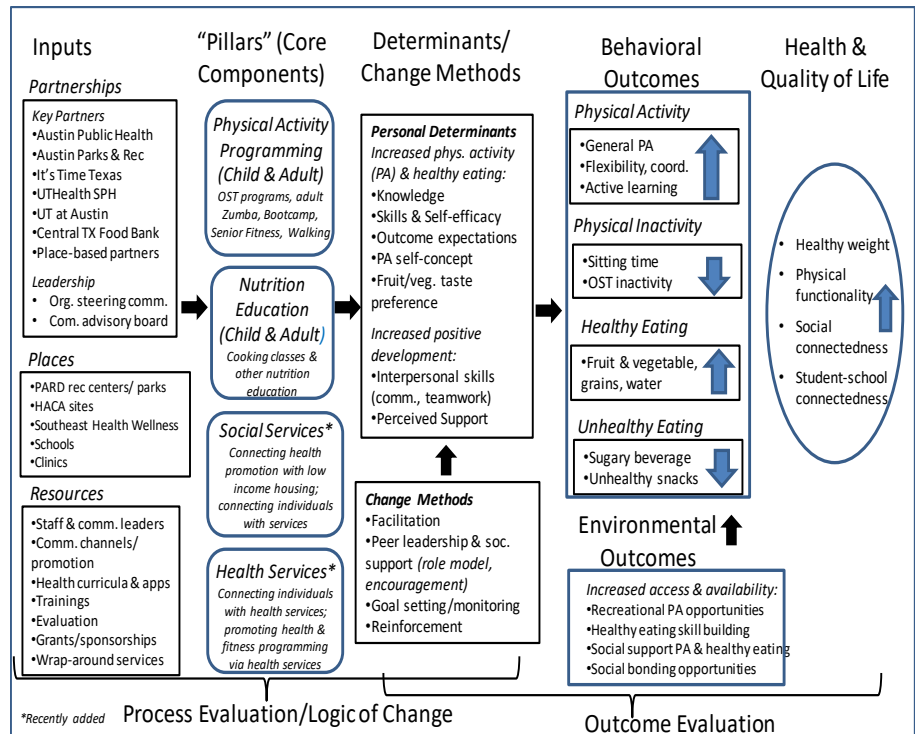 Inputs
Partnerships
Key Partners
•Austin Public Health
•Austin Parks & Rec
•It's Time Texas
•UTHealth SPH
•UT at Austin
•Central TX Food Bank
•Place-based partners
Leadership
• Org. steering comm.
• Com. advisory board
Places
•PARD rec centers/ parks
•HACA sites
•Southeast Health Wellness
•Schools
•Clinics
Resources
•Staff & comm. leaders
•Comm. channels/
promotion
•Health curricula & apps
•Trainings
•Evaluation
•Grants/sponsorships
•Wrap-around services
"Pillars" (Core
Components)
Physical Activity
Programming
(Child & Adult)
OST programs, adult
Zumba, Bootcamp,
Senior Fitness, Walking
Nutrition
Education
(Child & Adult)
Cooking classes &
other nutrition
education
Social Services*
Connecting health
promotion with low
income housing;
connecting individuals
with services
Health Services*
Connecting individuals
with health services;
promoting health &
fitness programming
via health services
Determinants/
Change Methods
Personal Determinants
Increased phys. activity
(PA) & healthy eating:
•Knowledge
•Skills & Self-efficacy
•Outcome expectations
•PA self-concept
•Fruit/veg. taste
preference
Increased positive
development:
•Interpersonal skills
(comm., teamwork)
•Perceived Support
Change Methods
•Facilitation
•Peer leadership & soc.
support (role model,
encouragement)
•Goal setting/monitoring
•Reinforcement
Behavioral
Outcomes
Physical Activity
•General PA
•Flexibility, coord.
•Active learning
Physical Inactivity
•Sitting time
•OST inactivity
Healthy Eating
•Fruit & vegetable,
grains, water
Unhealthy Eating
•Sugary beverage
•Unhealthy snacks
Environmental
Outcomes
Increased access & availability:
•Recreational PA opportunities
•Healthy eating skill building
•Social support PA & healthy eating
•Social bonding opportunities
Health &
Quality of Life
• Healthy weight
• Physical
functionality
• Social
connectedness
• Student-school
connectedness
*Recently added
Process Evaluation/Logic of Change
Outcome Evaluation